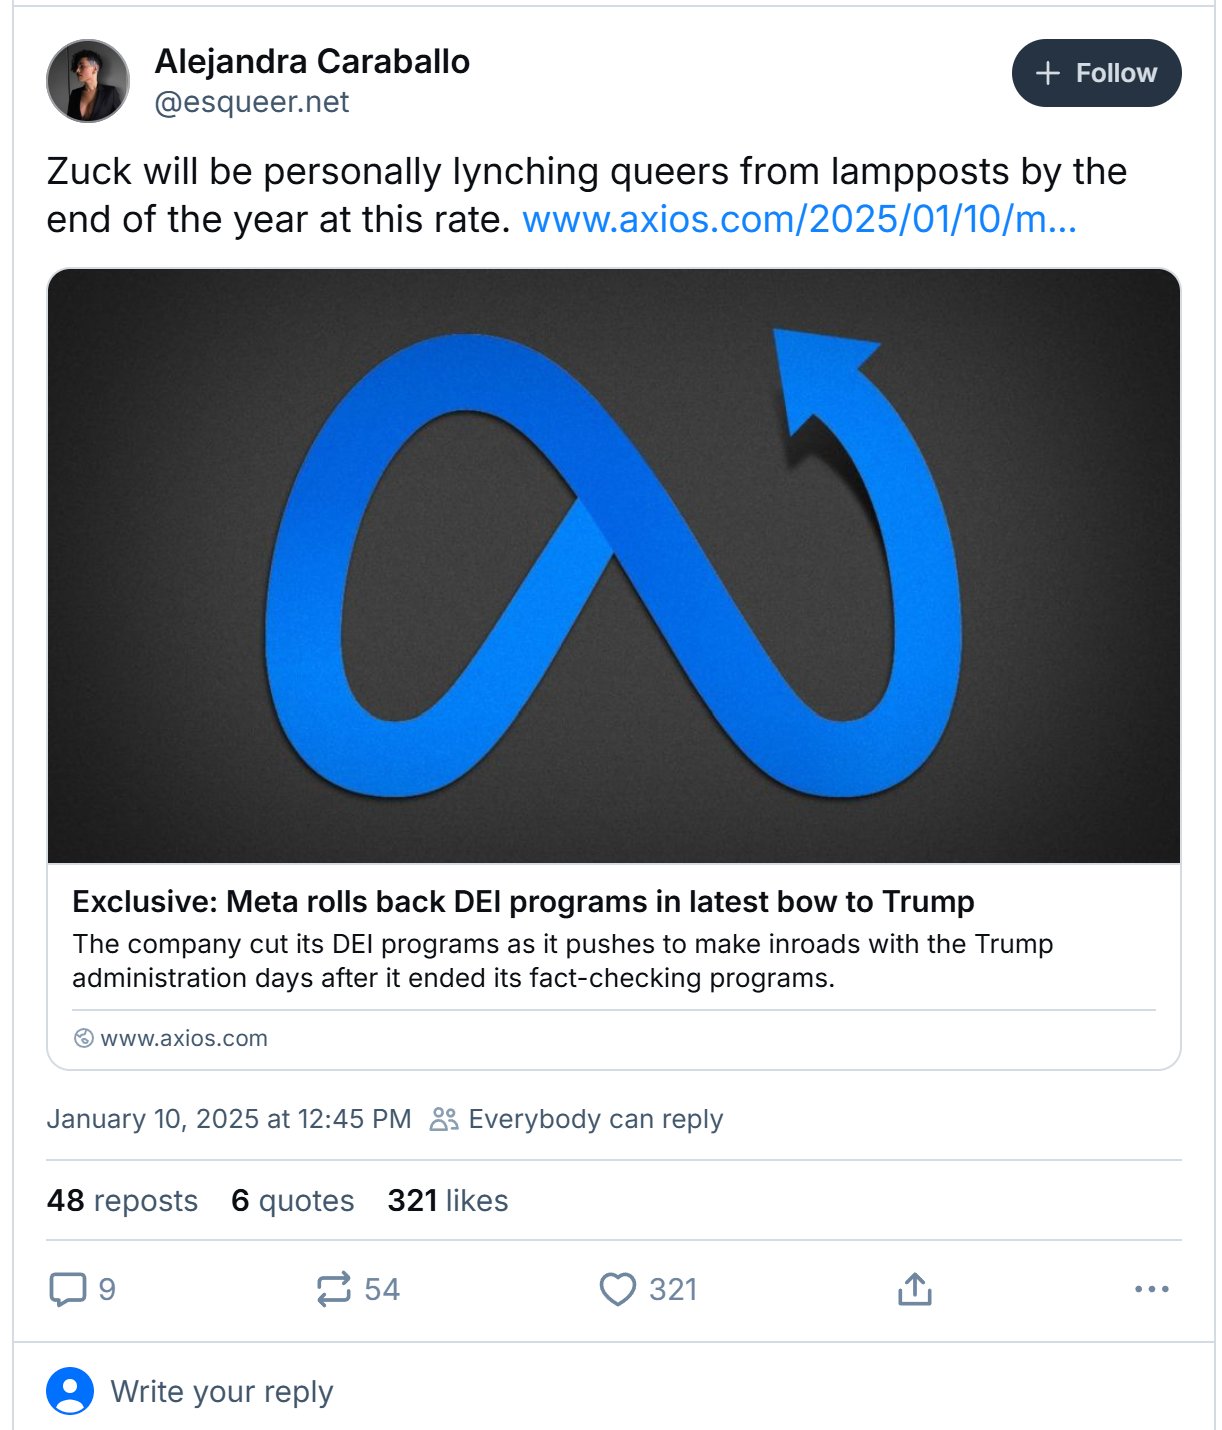 Alejandra Caraballo
@esqueer.net
+ Follow
Zuck will be personally lynching queers from lampposts by the
end of the year at this rate. www.axios.com/2025/01/10/m...
Exclusive: Meta rolls back DEI programs in latest bow to Trump
The company cut its DEI programs as it pushes to make inroads with the Trump
administration days after it ended its fact-checking programs.
www.axios.com
January 10, 2025 at 12:45 PM Everybody can reply
48 reposts 6 quotes 321 likes
9 54 321
Write your reply